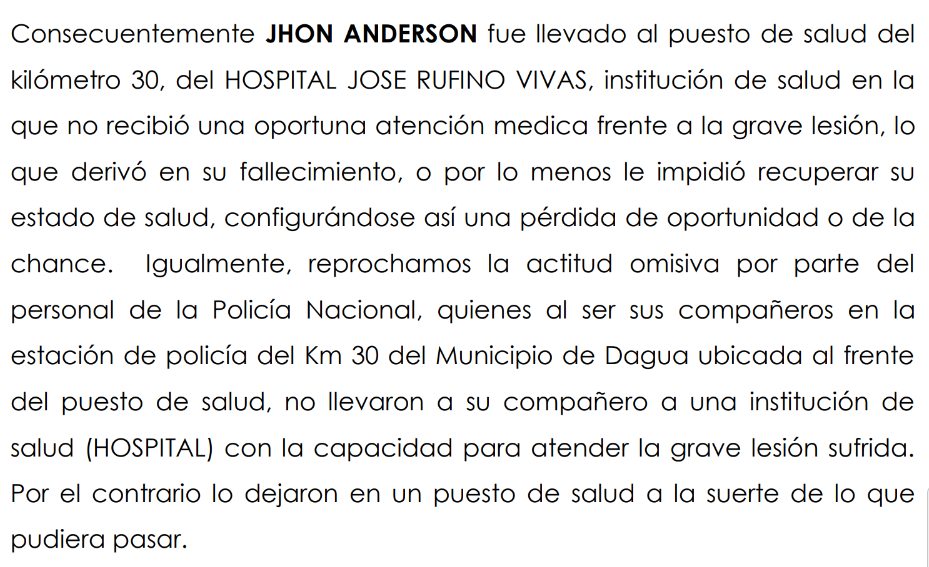 Consecuentemente JHON ANDERSON fue llevado al puesto de salud del
kilómetro 30, del HOSPITAL JOSE RUFINO VIVAS, institución de salud en la
que no recibió una oportuna atención medica frente a la grave lesión, lo
que derivó en su fallecimiento, o por lo menos le impidió recuperar su
estado de salud, configurándose así una pérdida de oportunidad o de la
chance. Igualmente, reprochamos la actitud omisiva por parte del
personal de la Policía Nacional, quienes al ser sus compañeros en la
estación de policía del Km 30 del Municipio de Dagua ubicada al frente
del puesto de salud, no llevaron a su compañero a una institución de
salud (HOSPITAL) con la capacidad para atender la grave lesión sufrida.
Por el contrario lo dejaron en un puesto de salud a la suerte de lo que
pudiera pasar.